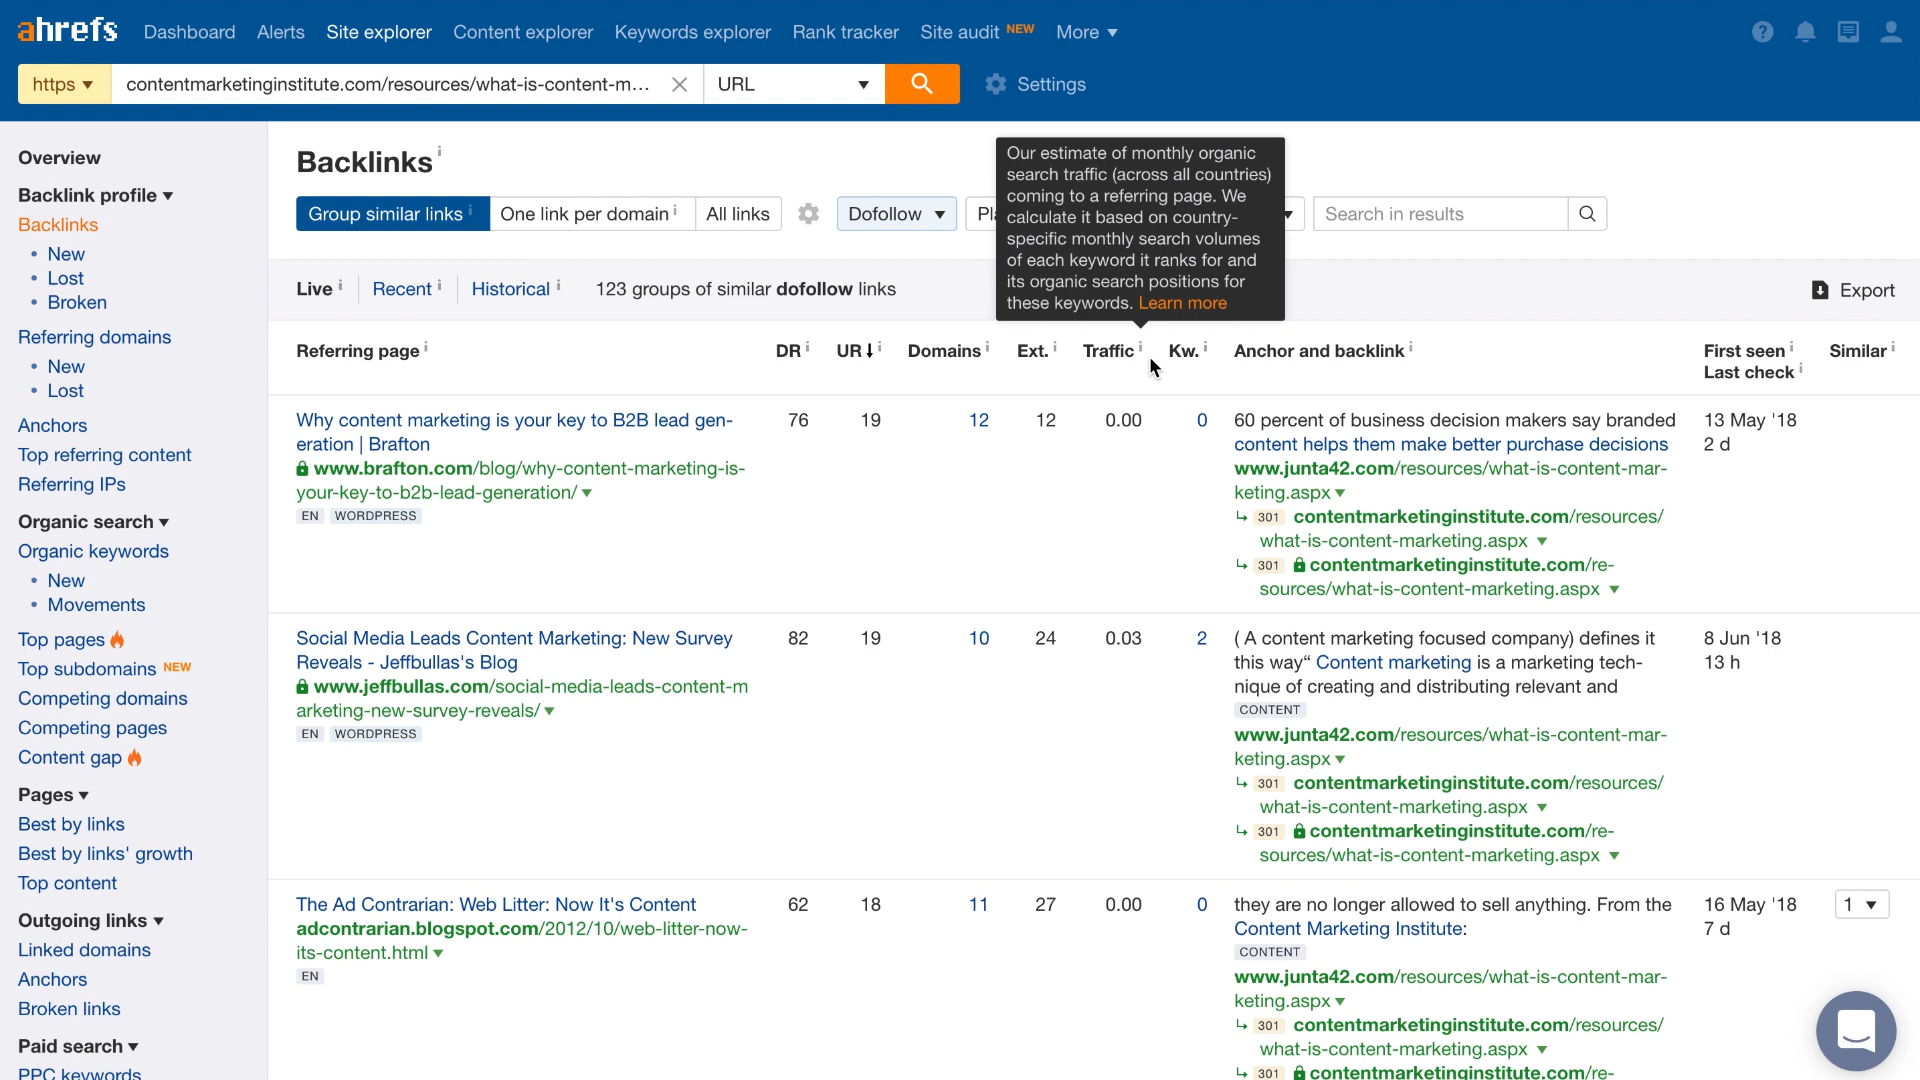 ahrefs Dashboard Alerts Site explorer Content explorer Keywords explorer Rank tracker Site audit NEW More
https contentmarketinginstitute.com/resources/what-is-content-m... URL Settings
Overview
Backlink profile
Backlinks
• New
• Lost
• Broken
Referring domains
• New
• Lost
Anchors
Top referring content
Referring IPs
Organic search
Organic keywords
• New
• Movements
Top pages
Top subdomains NEW
Competing domains
Competing pages
Content gap
Pages
Best by links
Best by links' growth
Top content
Outgoing links
Linked domains
Anchors
Broken links
Paid search
PPC keywords
Backlinks i
Group similar links i One link per domain i All links Dofollow Search in results
Our estimate of monthly organic
search traffic (across all countries)
coming to a referring page. We
calculate it based on country-
specific monthly search volumes
of each keyword it ranks for and
its organic search positions for
these keywords. Learn more
Live i Recent i Historical i 123 groups of similar dofollow links Export
Referring page i DR i UR i Domains i Ext. i Traffic i Kw. i Anchor and backlink i First seen i Similar i
Last check i
Why content marketing is your key to B2B lead gen-
eration | Brafton
www.brafton.com/blog/why-content-marketing-is-
your-key-to-b2b-lead-generation/
EN WORDPRESS
76 19 12 12 0.00 0
60 percent of business decision makers say branded
content helps them make better purchase decisions
www.junta42.com/resources/what-is-content-mar-
keting.aspx
301 contentmarketinginstitute.com/resources/
what-is-content-marketing.aspx
301 contentmarketinginstitute.com/re-
sources/what-is-content-marketing.aspx
13 May '18
2 d
Social Media Leads Content Marketing: New Survey
Reveals - Jeffbullas's Blog
www.jeffbullas.com/social-media-leads-content-m
arketing-new-survey-reveals/
EN WORDPRESS
82 19 10 24 0.03 2
( A content marketing focused company) defines it
this way“ Content marketing is a marketing tech-
nique of creating and distributing relevant and
CONTENT
www.junta42.com/resources/what-is-content-mar-
keting.aspx
301 contentmarketinginstitute.com/resources/
what-is-content-marketing.aspx
301 contentmarketinginstitute.com/re-
sources/what-is-content-marketing.aspx
8 Jun '18
13 h
The Ad Contrarian: Web Litter: Now It's Content
adcontrarian.blogspot.com/2012/10/web-litter-now-
its-content.html
EN
62 18 11 27 0.00 0
they are no longer allowed to sell anything. From the
Content Marketing Institute:
CONTENT
www.junta42.com/resources/what-is-content-mar-
keting.aspx
301 contentmarketinginstitute.com/resources/
what-is-content-marketing.aspx
301 contentmarketinginstitute.com/re-
16 May '18
7 d
1